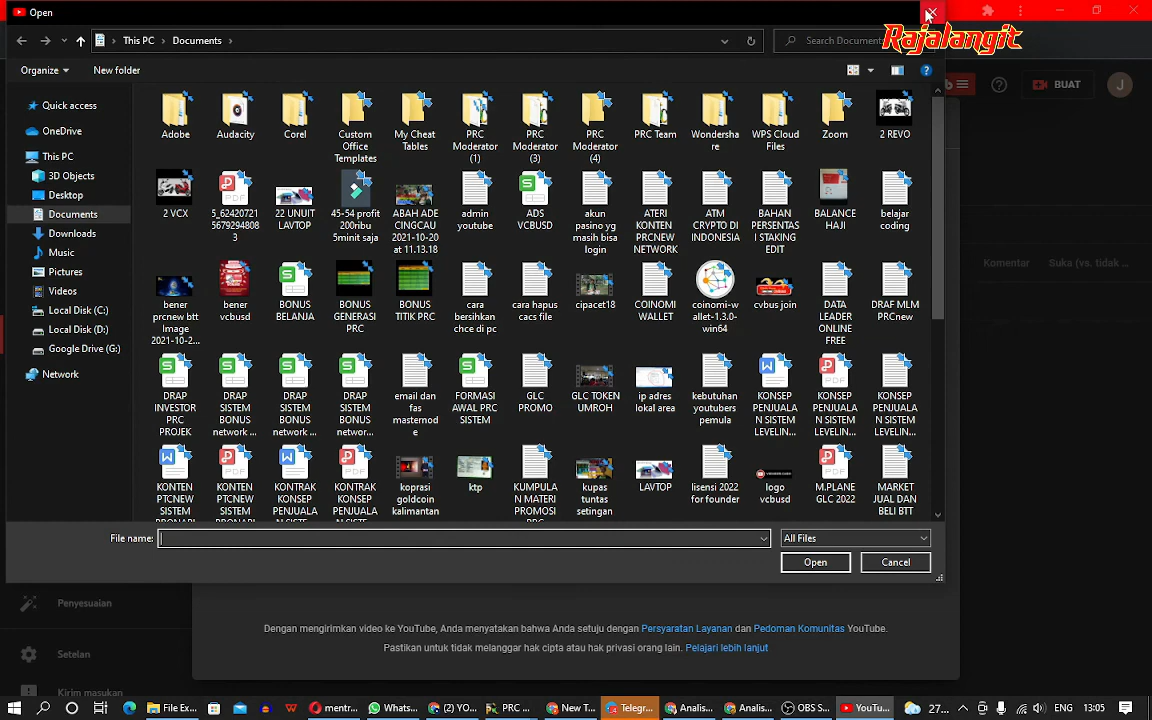 Open
Rajalangit
This PC
Documents
Search Documen
Organize
New folder
BUAT
J
Quick access
OneDrive
This PC
3D Objects
Desktop
Documents
Downloads
Music
Pictures
Videos
Local Disk (C:)
Local Disk (D:)
Google Drive (G:)
Network
Adobe
Audacity
Corel
Custom
Office
Templates
My Cheat
Tables
PRC
Moderator
(1)
PRC
Moderator
(3)
PRC
Moderator
(4)
PRC Team
Wondersha
re
WPS Cloud
Files
Zoom
2 REVO
2 VCX
5_62420721
5679294808
3
22 UNUIT
LAVTOP
45-54 profit
200ribu
5minit saja
ABAH ADE
CINGCAU
2021-10-20
at 11.13.18
admin
youtube
ADS
VCBUSD
akun
pasino yg
masih bisa
login
ATERI
KONTEN
PRCNEW
NETWORK
ATM
CRYPTO DI
INDONESIA
BAHAN
PERSENTA
I STAKING
EDIT
BALANCE
HAJI
belajar
coding
bener
prcnew btt
Image
2021-10-2...
bener
vcbusd
BONUS
BELANJA
BONUS
GENERASI
PRC
BONUS
TITIK PRC
cara
bersihkan
chce di pc
cara hapus
cacs file
cipacet18
COINOMI
WALLET
coinomi-w
allet-1.3.0-
win64
cvbus join
DATA
LEADER
ONLINE
FREE
DRAF MLM
PRCnew
DRAP
INVESTOR
PRC
PROJEK
DRAP
SISTEM
BONUS
network ...
DRAP
SISTEM
BONUS
network ...
DRAP
SISTEM
BONUS
networ...
email dan
fas
masternod
e
FORMASI
AWAL PRC
SISTEM
GLC
PROMO
GLC TOKEN
UMROH
ip adres
lokal area
kebutuhan
youtubers
pemula
KONSEP
PENJUALA
N SISTEM
LEVELIN...
KONSEP
PENJUALA
N SISTEM
LEVELIN...
KONSEP
PENJUALA
N SISTEM
LEVELIN...
KONTEN
PTCNEW
SISTEM
KONTEN
PTCNEW
SISTEM
KONTRAK
KONSEP
PENJUALA
KONTRAK
KONSEP
PENJUALA
koprasi
goldcoin
kalimantan
ktp
KUMPULA
N MATERI
PROMOSI
kupas
tuntas
setingan
LAVTOP
lisensi 2022
for founder
logo
vcbusd
M.PLANE
GLC 2022
MARKET
JUAL DAN
BELI BTT
Komentar
Suka (vs. tidak ...
File name:
All Files
Open
Cancel
Penyesuaian
Setelan
Kirim masukan
Dengan mengirimkan video ke YouTube, Anda menyatakan bahwa Anda setuju dengan Persyaratan Layanan dan Pedoman Komunitas YouTube.
Pastikan untuk tidak melanggar hak cipta atau hak privasi orang lain. Pelajari lebih lanjut
File Ex...
mentr...
Whats...
(2) YO...
PRC ...
New T...
Telegr...
Analis...
Analis...
OBS S...
YouTu...
27...
ENG
13:05